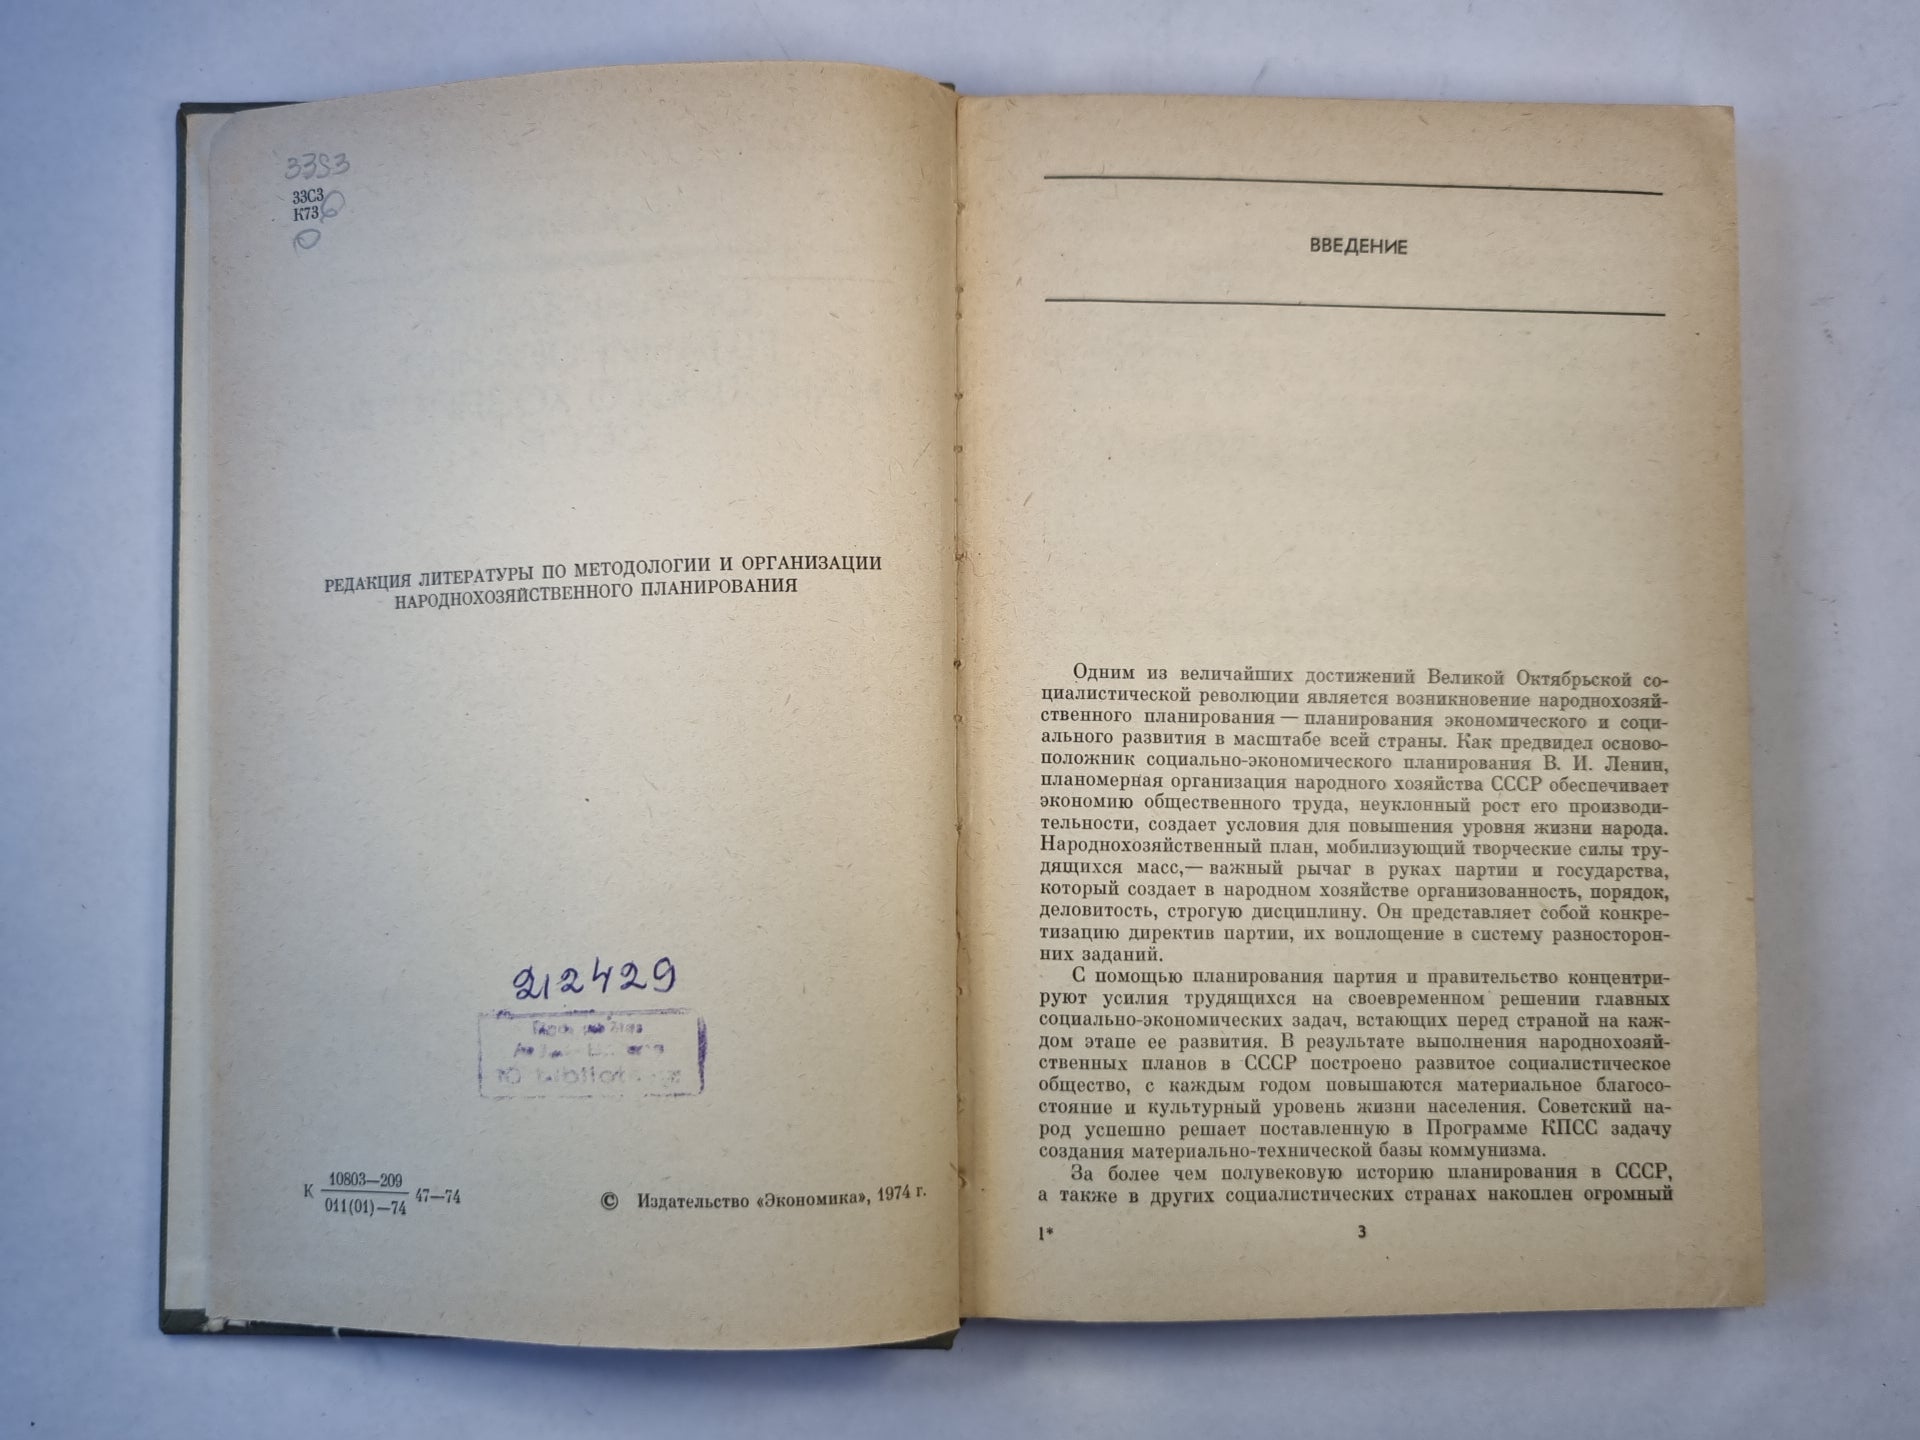 33S3
33С3
К73
РЕДАКЦИЯ ЛИТЕРАТУРЫ ПО МЕТОДОЛОГИИ И ОРГАНИЗАЦИИ
НАРОДНОХОЗЯЙСТВЕННОГО ПЛАНИРОВАНИЯ
212429
К 10803—209
011(01)—74 47—74
© Издательство «Экономика», 1974 г.
ВВЕДЕНИЕ
Одним из величайших достижений Великой Октябрьской со-
циалистической революции является возникновение народнохозяй-
ственного планирования — планирования экономического и соци-
ального развития в масштабе всей страны. Как предвидел осново-
положник социально-экономического планирования В. И. Ленин,
планомерная организация народного хозяйства СССР обеспечивает
экономию общественного труда, неуклонный рост его производи-
тельности, создает условия для повышения уровня жизни народа.
Народнохозяйственный план, мобилизующий творческие силы тру-
дящихся масс,— важный рычаг в руках партии и государства,
который создает в народном хозяйстве организованность, порядок,
деловитость, строгую дисциплину. Он представляет собой конкре-
тизацию директив партии, их воплощение в систему разносторон-
них заданий.
С помощью планирования партия и правительство концентри-
руют усилия трудящихся на своевременном решении главных
социально-экономических задач, встающих перед страной на каж-
дом этапе ее развития. В результате выполнения народнохозяй-
ственных планов в СССР построено развитое социалистическое
общество, с каждым годом повышаются материальное благосо-
стояние и культурный уровень жизни населения. Советский на-
род успешно решает поставленную в Программе КПСС задачу
создания материально-технической базы коммунизма.
За более чем полувековую историю планирования в СССР,
а также в других социалистических странах накоплен огромный
1*
3